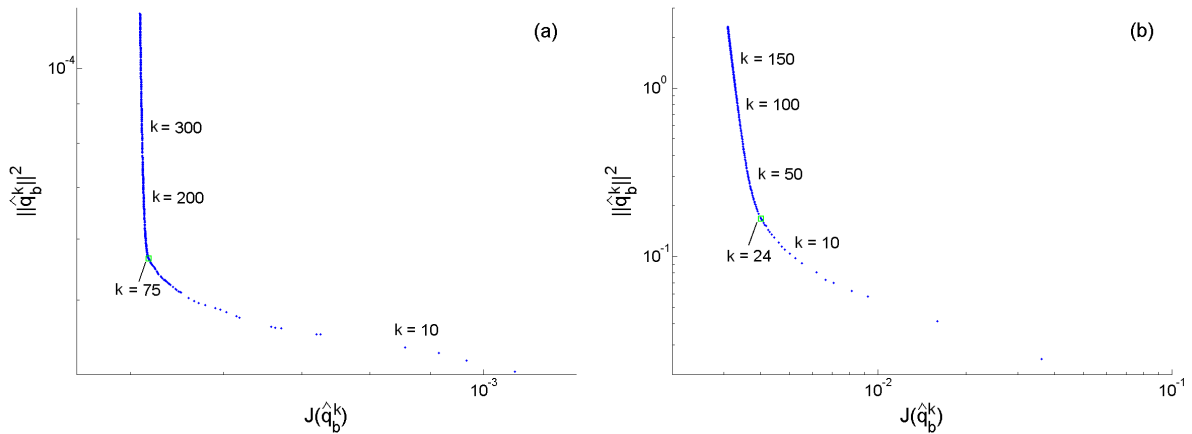 (a)
10^-4
k = 300
k = 200
k = 75
k = 10
||q̂_b^k||^2
10^-3
J(q̂_b^k)
(b)
10^0
10^-1
k = 150
k = 100
k = 50
k = 24
k = 10
||q̂_b^k||^2
10^-2
10^-1
J(q̂_b^k)